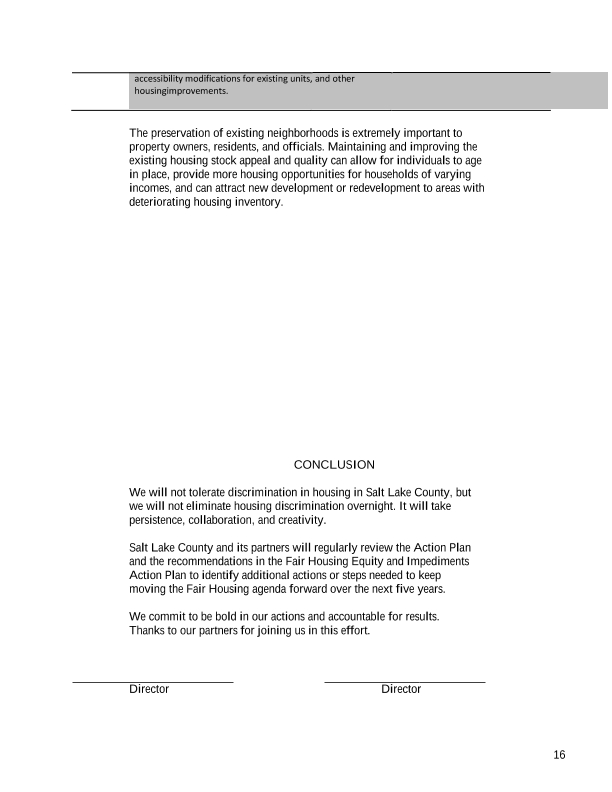 accessibility modifications for existing units, and other
housingimprovements.
The preservation of existing neighborhoods is extremely important to
property owners, residents, and officials. Maintaining and improving the
existing housing stock appeal and quality can allow for individuals to age
in place, provide more housing opportunities for households of varying
incomes, and can attract new development or redevelopment to areas with
deteriorating housing inventory.
CONCLUSION
We will not tolerate discrimination in housing in Salt Lake County, but
we will not eliminate housing discrimination overnight. It will take
persistence, collaboration, and creativity.
Salt Lake County and its partners will regularly review the Action Plan
and the recommendations in the Fair Housing Equity and Impediments
Action Plan to identify additional actions or steps needed to keep
moving the Fair Housing agenda forward over the next five years.
We commit to be bold in our actions and accountable for results.
Thanks to our partners for joining us in this effort.
Director Director
16